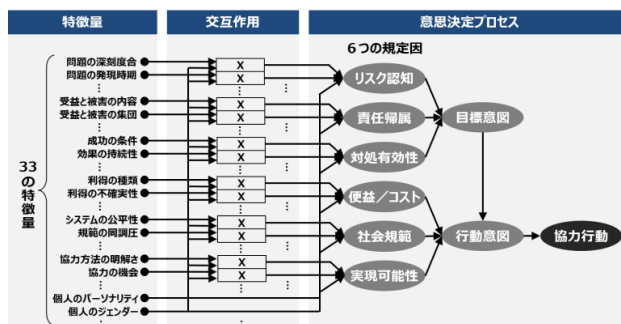 特徴量
交互作用
意思決定プロセス
6つの規定因
33の特徴量
問題の深刻度合
問題の発現時期
⋮
受益と被害の内容
受益と被害の集団
⋮
成功の条件
効果の持続性
⋮
利得の種類
利得の不確実性
⋮
システムの公平性
規範の同調圧
⋮
協力方法の明解さ
協力の機会
⋮
個人のパーソナリティ
個人のジェンダー
⋮
X
X
⋮
X
X
⋮
X
X
⋮
X
X
⋮
X
X
⋮
X
X
⋮
リスク認知
責任帰属
対処有効性
便益/コスト
社会規範
実現可能性
目標意図
行動意図
協力行動